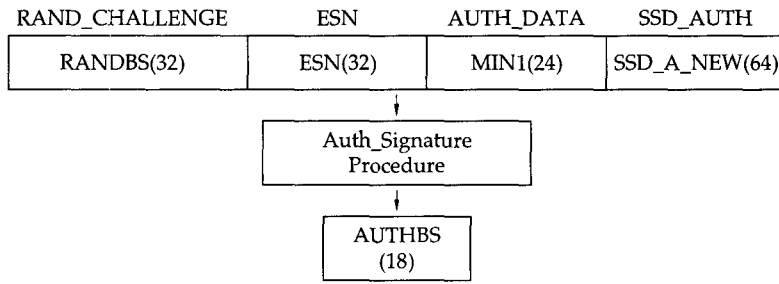 RAND_CHALLENGE ESN AUTH_DATA SSD_AUTH
RANDBS(32) ESN(32) MIN1(24) SSD_A_NEW(64)
Auth_Signature
Procedure
AUTHBS
(18)